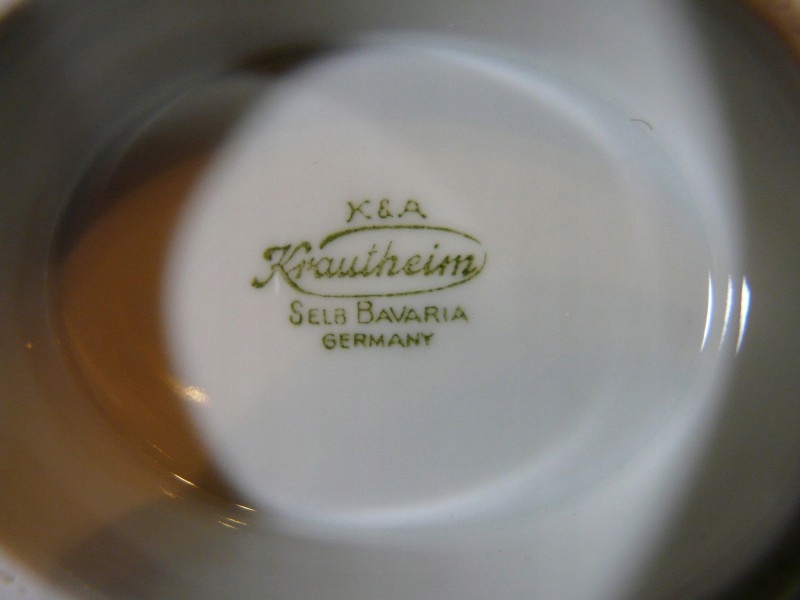 K & A
Krautheim
SELB BAVARIA
GERMANY